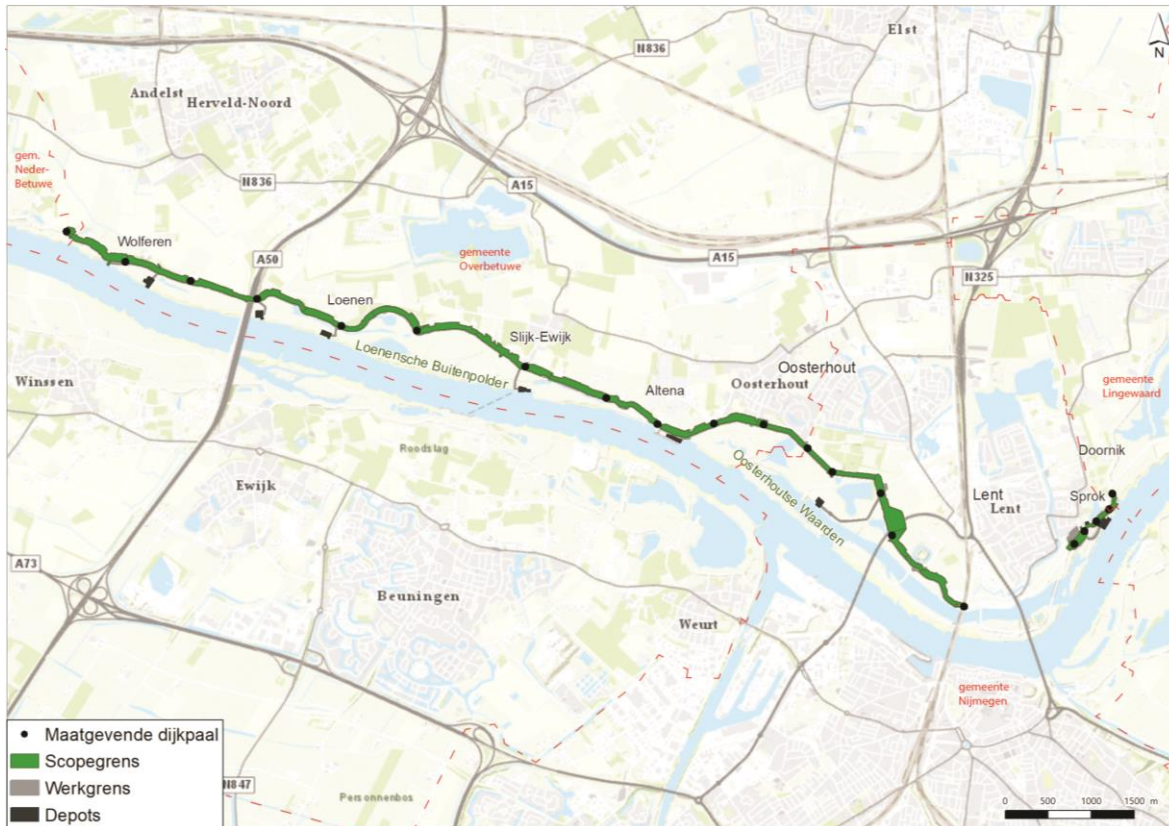 Elst
N836
N
Andelst
Herveld-Noord
gem.
Neder-
Betuwe
N836
A15
Wolferen
A50
gemeente
Overbetuwe
A15
N325
Loenen
Slijk-Ewijk
Loenensche Buitenpolder
Winssen
Altena
Oosterhout
Oosterhout
gemeente
Lingewaard
Roodslag
Doornik
Oosterhoutse Waarden
Ewijk
Lent
Lent
Sprok
A73
Beuningen
Weurt
gemeente
Nijmegen
Maatgevende dijkpaal
Scopegrens
Werkgrens
Depots
N847
Personnenbos
0 500 1000 1500 m